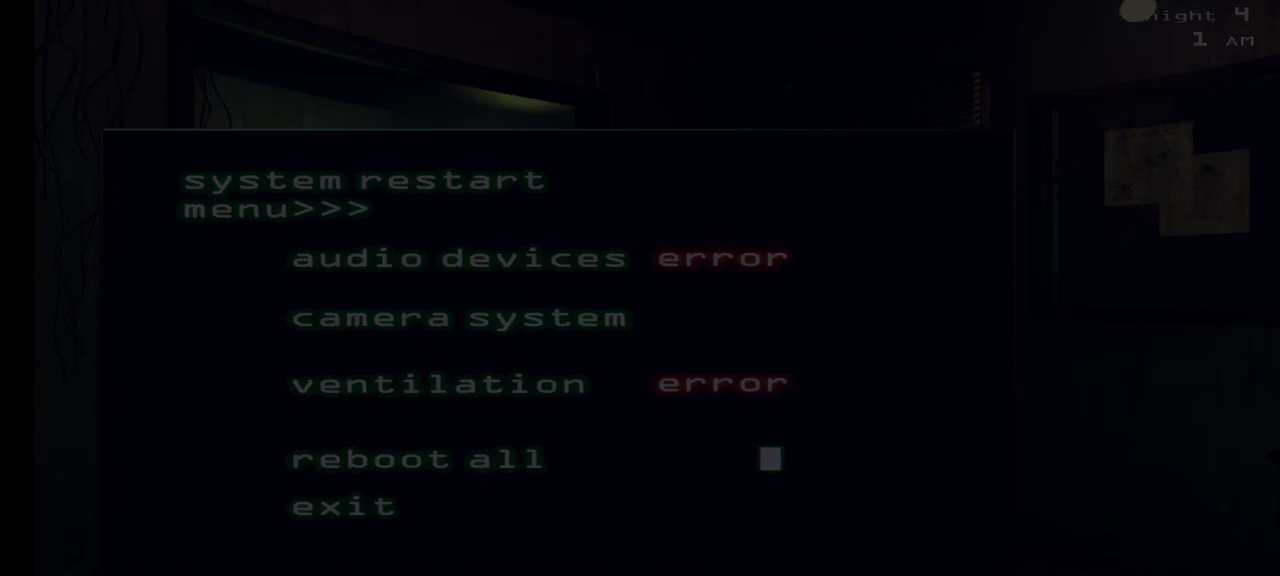 night 4
1 AM
system restart
menu>>>
audio devices error
camera system
ventilation error
reboot all
exit